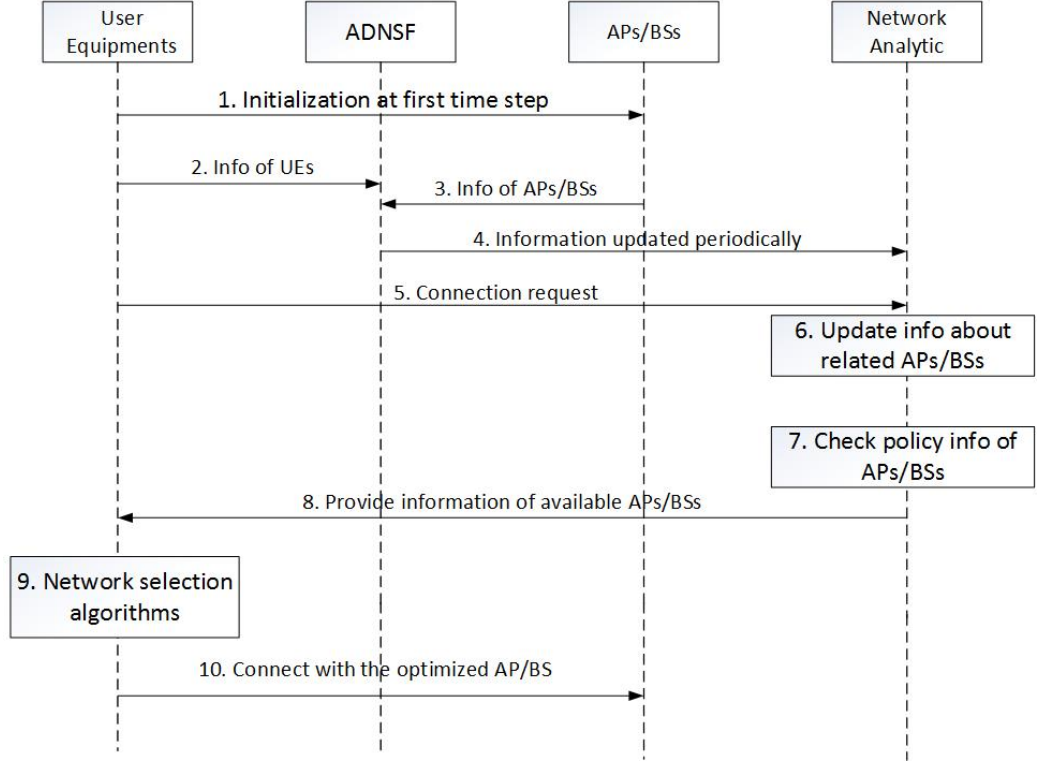 User
Equipments
ADNSF
APs/BSs
Network
Analytic
1. Initialization at first time step
2. Info of UEs
3. Info of APs/BSs
4. Information updated periodically
5. Connection request
6. Update info about
related APs/BSs
7. Check policy info of
APs/BSs
8. Provide information of available APs/BSs
9. Network selection
algorithms
10. Connect with the optimized AP/BS